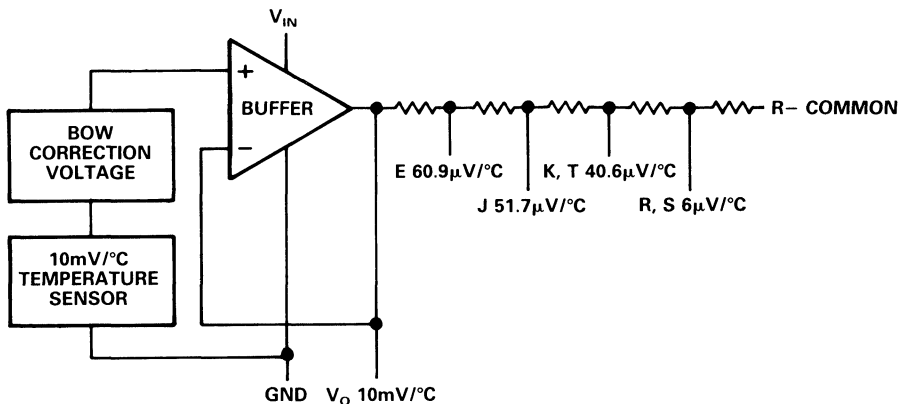 V_IN
+
BUFFER
−
BOW
CORRECTION
VOLTAGE
10mV/°C
TEMPERATURE
SENSOR
R− COMMON
E 60.9μV/°C
K, T 40.6μV/°C
J 51.7μV/°C
R, S 6μV/°C
GND
V_O 10mV/°C